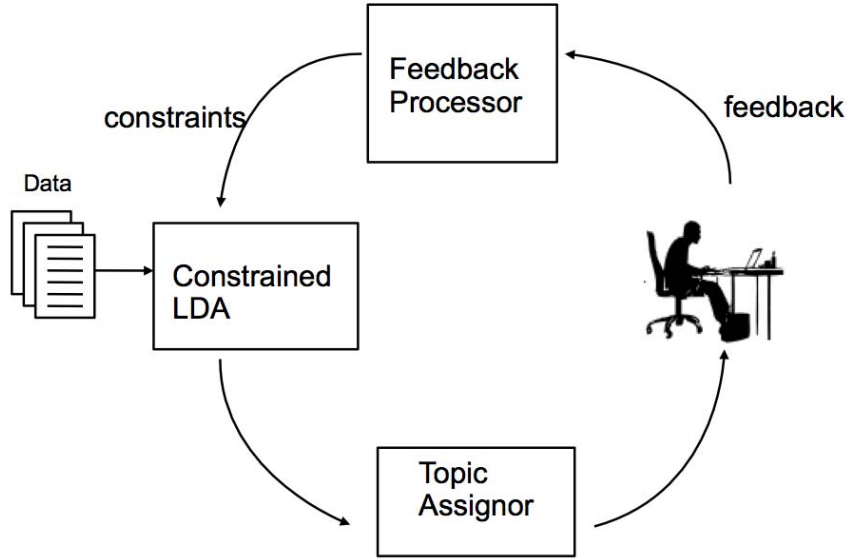 Feedback
Processor
feedback
constraints
Data
Constrained
LDA
Topic
Assignor